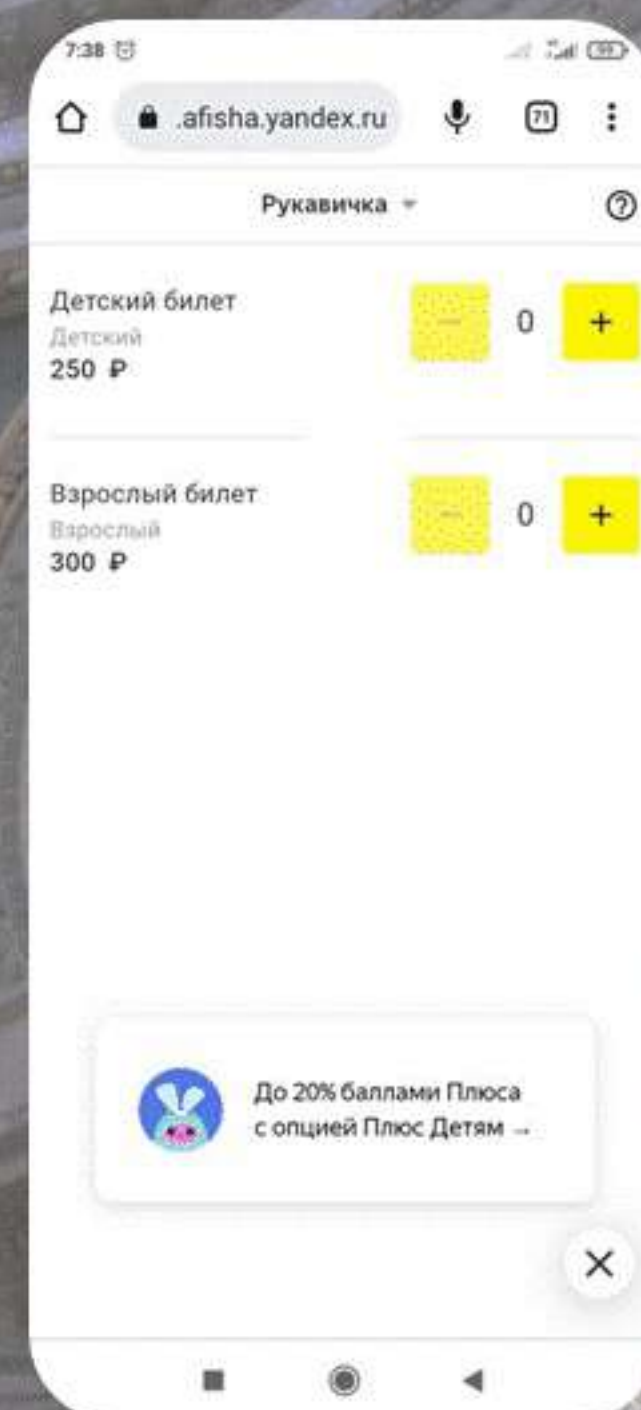 7:38
.afisha.yandex.ru
71
Рукавичка
Детский билет
Детский
250 ₽
0
+
Взрослый билет
Взрослый
300 ₽
0
+
До 20% баллами Плюса
с опцией Плюс Детям →